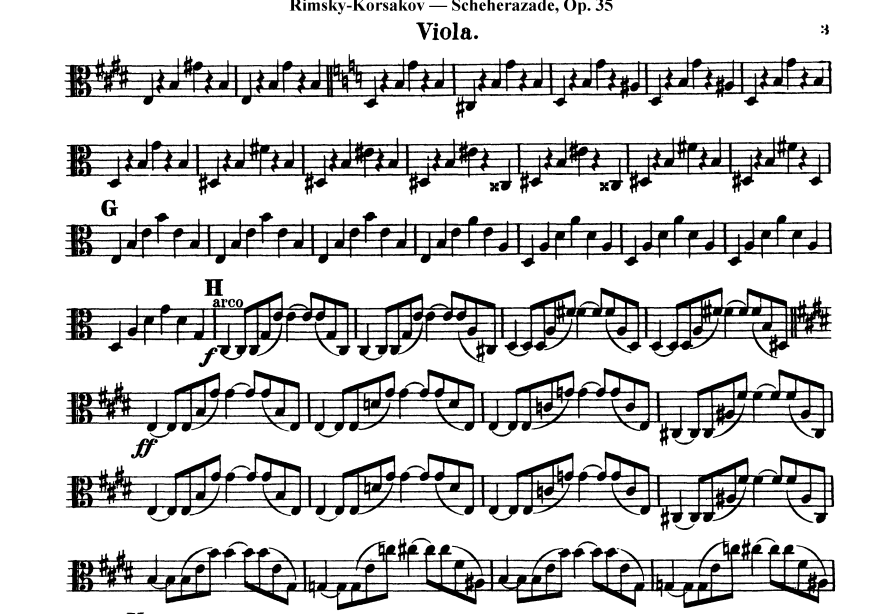 Rimsky-Korsakov — Scheherazade, Op. 35
Viola.
3
G
H
arco
f
ff